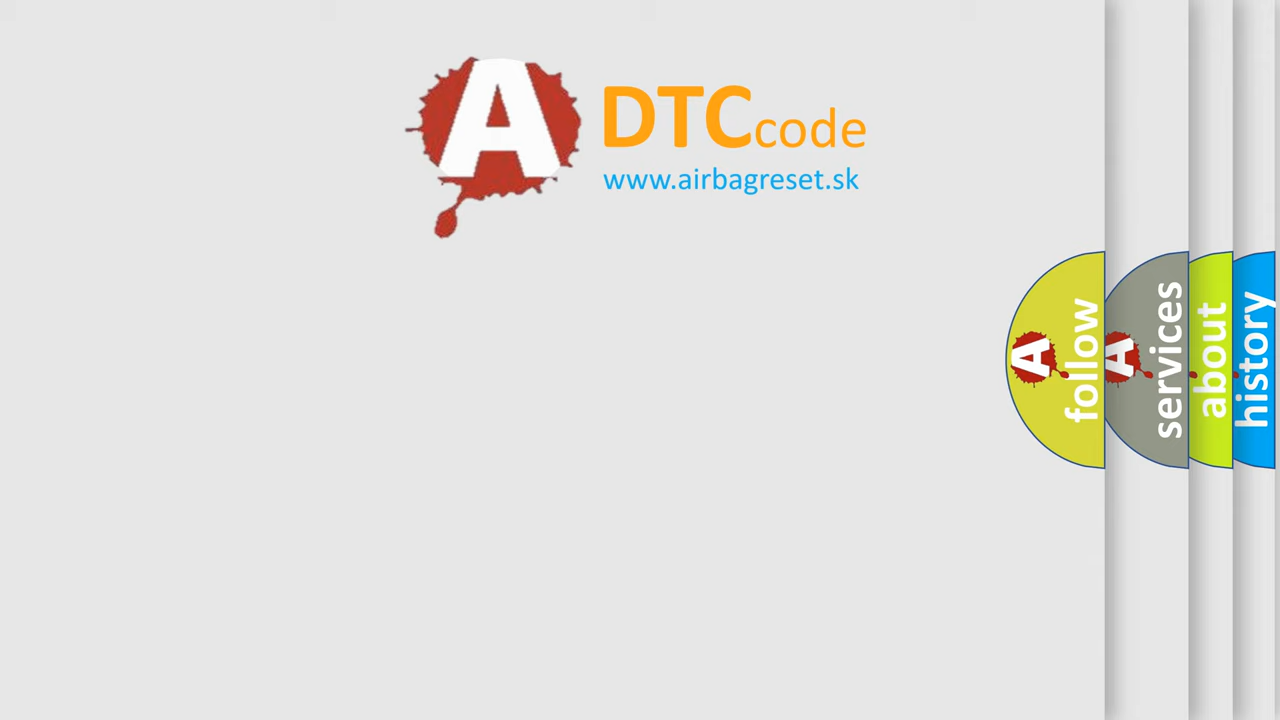 A DTCcode
www.airbagreset.sk
A follow
A services
about
history